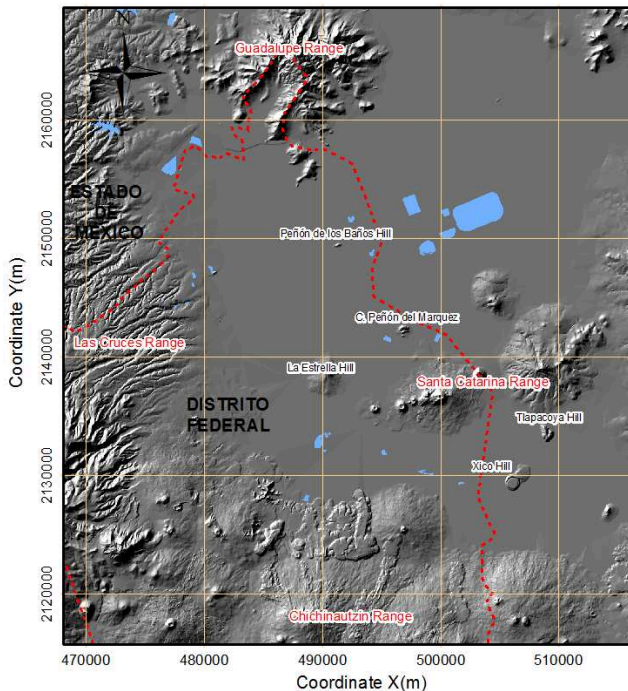 N
Guadalupe Range
2160000
ESTADO
DE
MEXICO
2150000
Peñón de los Baños Hill
C. Peñón del Marquez
Las Cruces Range
2140000
La Estrella Hill
Santa Catarina Range
DISTRITO
FEDERAL
Tlapacoya Hill
2130000
Xico Hill
2120000
Chichinautzin Range
Coordinate Y(m)
470000 480000 490000 500000 510000
Coordinate X(m)